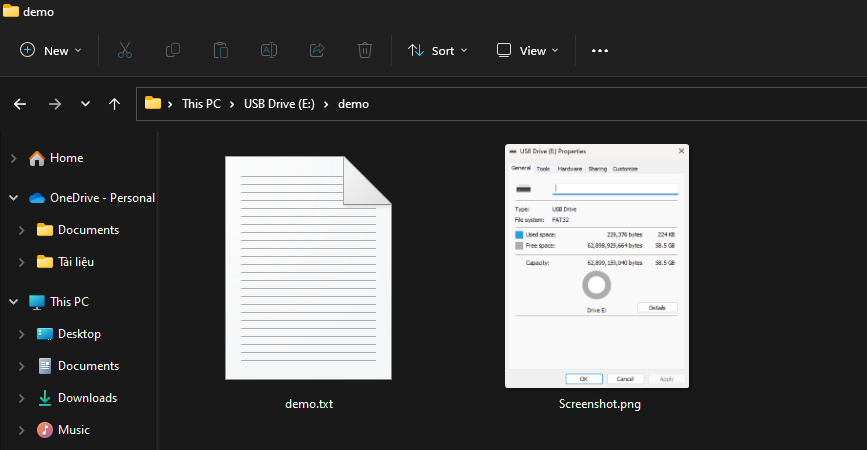 demo
New
Sort
View
This PC
USB Drive (E:)
demo
Home
OneDrive - Personal
Documents
Tài liệu
This PC
Desktop
Documents
Downloads
Music
USB Drive (E:) Properties
General Tools Hardware Sharing Customize
Type: USB Drive
File system: FAT32
Used space: 229,376 bytes 224 KB
Free space: 62,898,929,664 bytes 58.5 GB
Capacity: 62,899,159,040 bytes 58.5 GB
Drive E:
Details
OK Cancel Apply
demo.txt
Screenshot.png